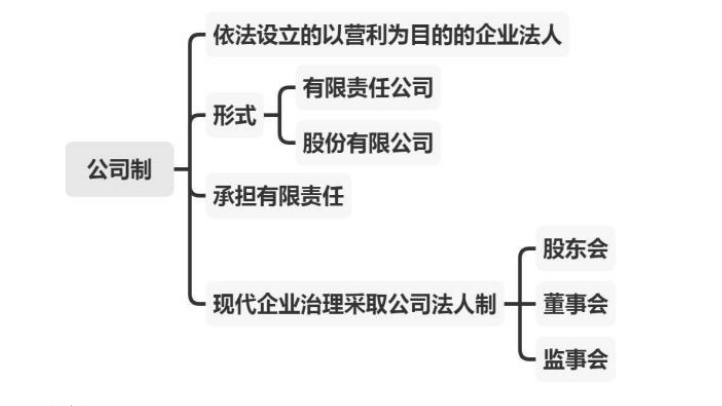 依法设立的以营利为目的的企业法人
有限责任公司
形式
股份有限公司
公司制
承担有限责任
股东会
现代企业治理采取公司法人制
董事会
监事会